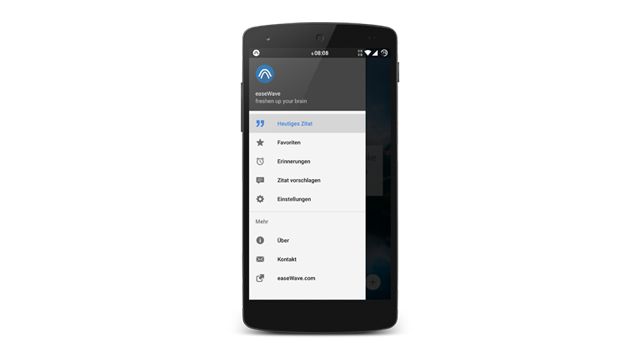 08:08
easeWave
freshen up your brain
Heutiges Zitat
Favoriten
Erinnerungen
Zitat vorschlagen
Einstellungen
Mehr
Über
Kontakt
easeWave.com